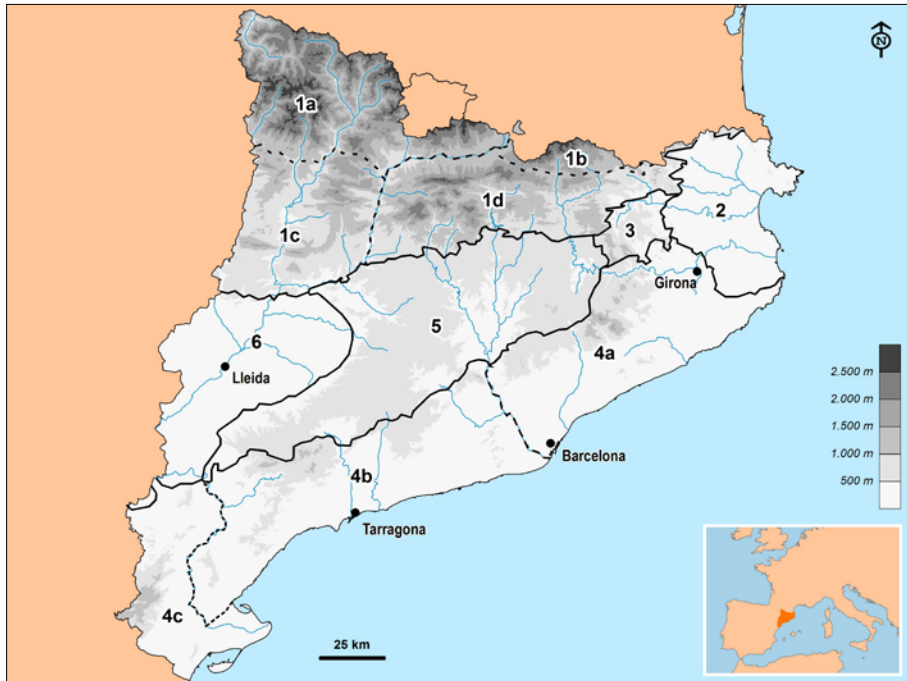 N
1a
1b
1d
2
3
1c
Girona
5
6
4a
Lleida
2.500 m
2.000 m
1.500 m
1.000 m
500 m
Barcelona
4b
Tarragona
4c
25 km